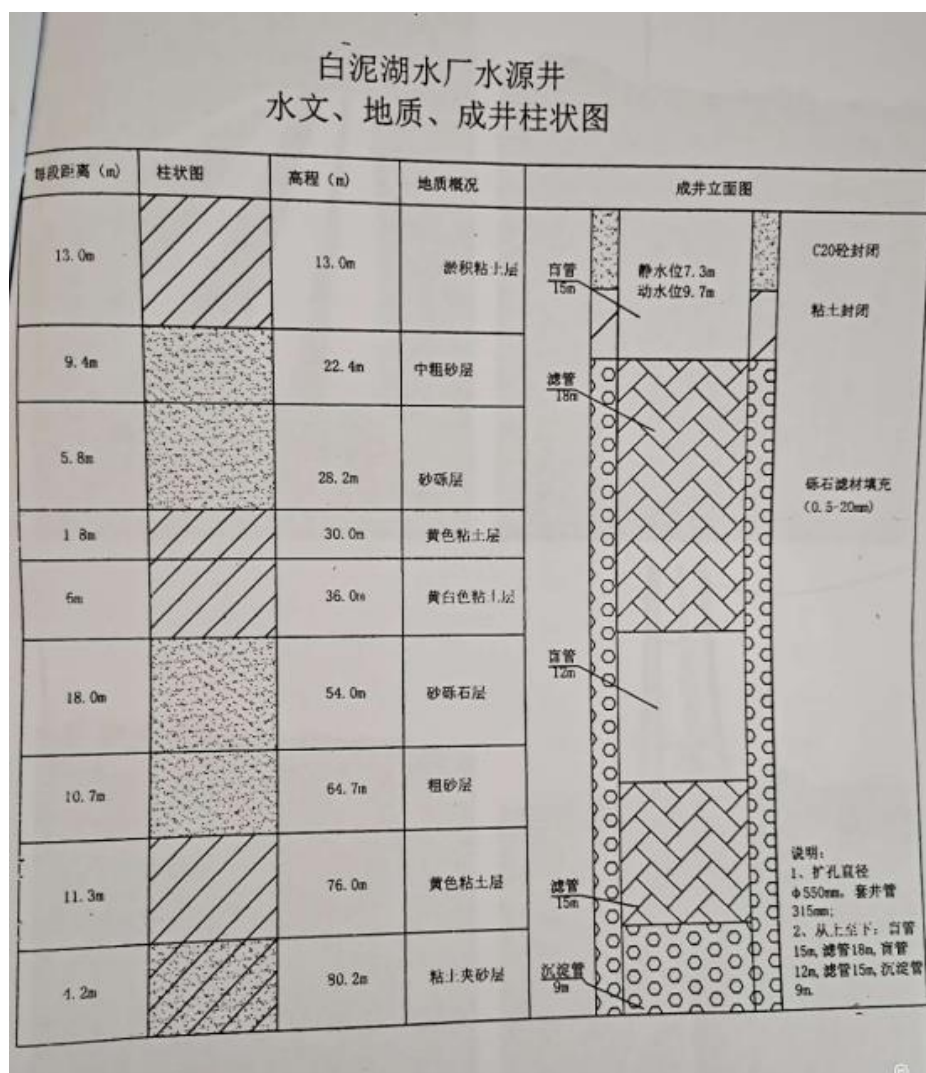 白泥湖水厂水源井
水文、地质、成井柱状图
每段距离（m） 柱状图 高程（m） 地质概况 成井立面图
13.0m 13.0m 淤积粘土层
9.4m 22.4m 中粗砂层
5.8m 28.2m 砂砾层
1 8m 30.0m 黄色粘土层
6m 36.0m 黄白色粘土层
18.0m 54.0m 砂砾石层
10.7m 64.7m 粗砂层
11.3m 76.0m 黄色粘土层
4.2m 80.2m 粘土夹砂层
盲管
15m
静水位7.3m
动水位9.7m
C20砼封闭
粘土封闭
滤管
18m
砾石滤材填充
（0.5-20mm）
盲管
12m
滤管
15m
沉淀管
9m
说明：
1、扩孔直径
φ550mm，套井管
315mm；
2、从上至下：盲管
15m,滤管18m,盲管
12m,滤管15m,沉淀管
9m.